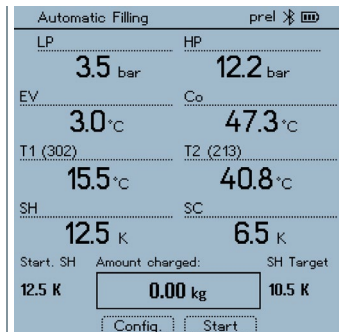 Automatic Filling prel
LP HP
3.5 bar 12.2 bar
EV Co
3.0 °C 47.3 °C
T1 (302) T2 (213)
15.5 °C 40.8 °C
SH SC
12.5 K 6.5 K
Start. SH Amount charged: SH Target
12.5 K 0.00 kg 10.5 K
Config. Start